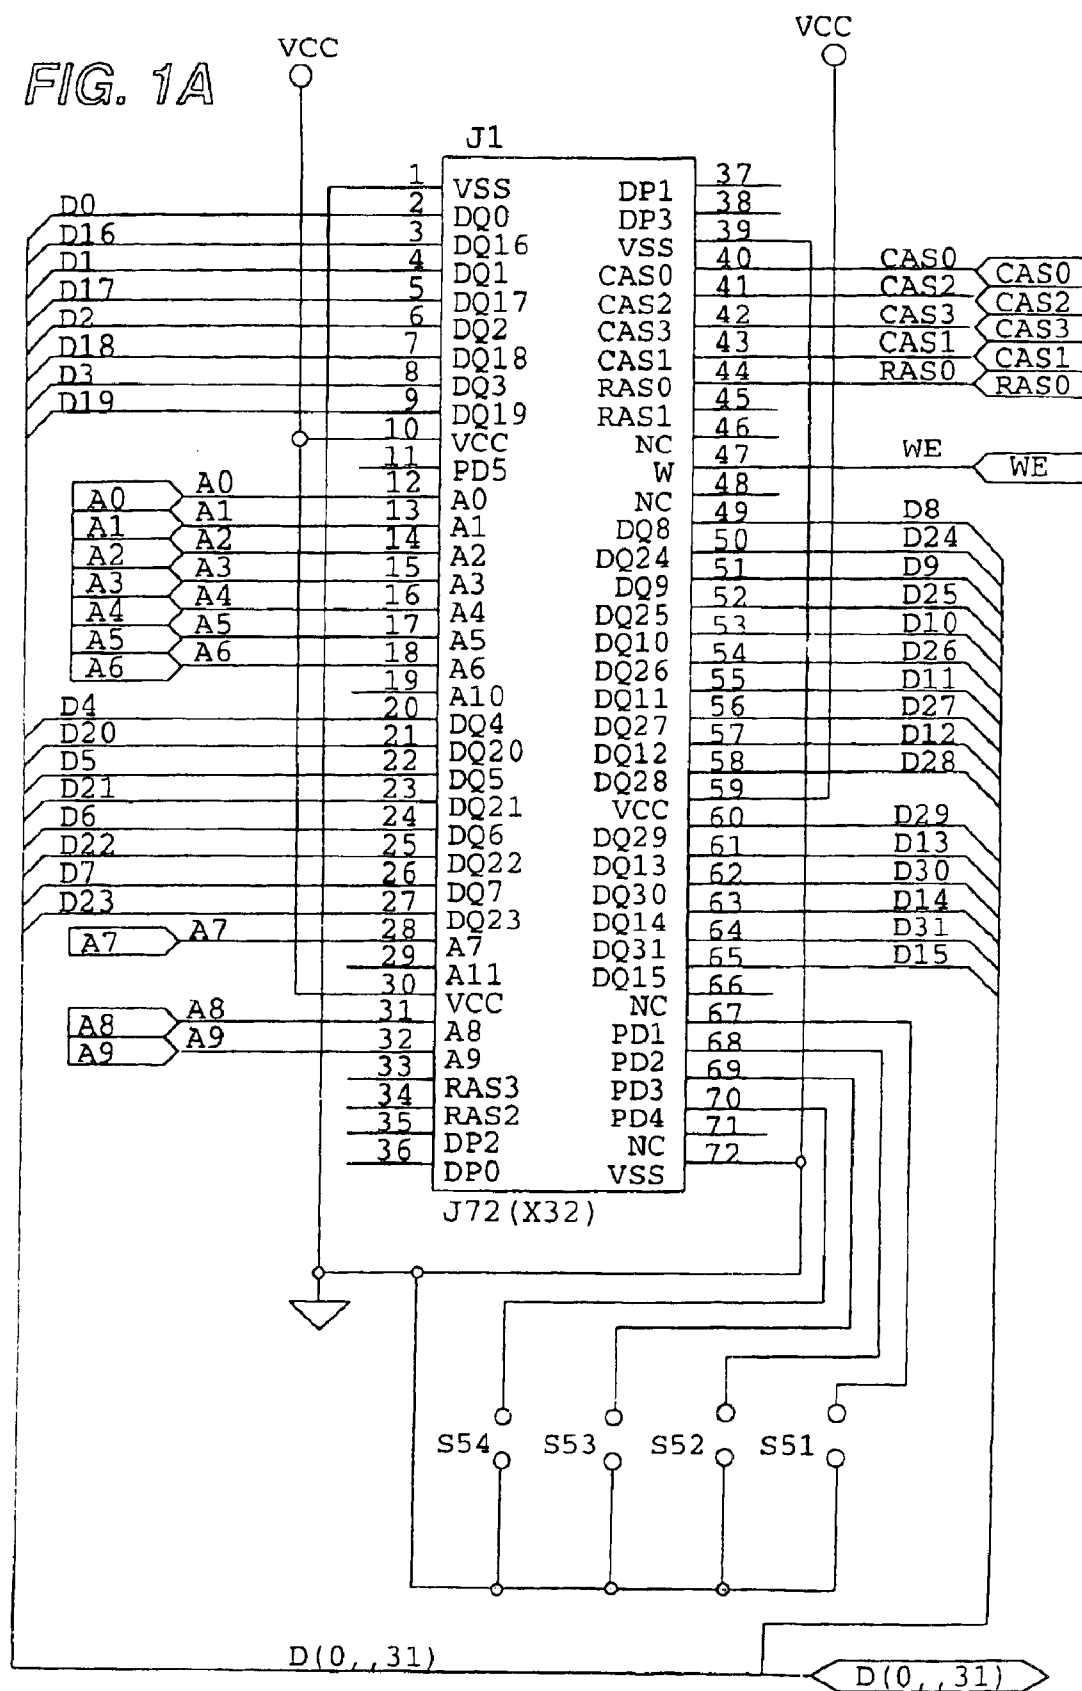 FIG. 1A
VCC
VCC
J1
1 VSS DP1 37
D0 2 DQ0 DP3 38
D16 3 DQ16 VSS 39
D1 4 DQ1 CAS0 40 CAS0 CAS0
D17 5 DQ17 CAS2 41 CAS2 CAS2
D2 6 DQ2 CAS3 42 CAS3 CAS3
D18 7 DQ18 CAS1 43 CAS1 CAS1
D3 8 DQ3 RAS0 44 RAS0 RAS0
D19 9 DQ19 RAS1 45
10 VCC NC 46
11 PD5 W 47 WE WE
A0 A0 12 A0 NC 48
A1 A1 13 A1 DQ8 49 D8
A2 A2 14 A2 DQ24 50 D24
A3 A3 15 A3 DQ9 51 D9
A4 A4 16 A4 DQ25 52 D25
A5 A5 17 A5 DQ10 53 D10
A6 A6 18 A6 DQ26 54 D26
19 A10 DQ11 55 D11
D4 20 DQ4 DQ27 56 D27
D20 21 DQ20 DQ12 57 D12
D5 22 DQ5 DQ28 58 D28
D21 23 DQ21 VCC 59
D6 24 DQ6 DQ29 60 D29
D22 25 DQ22 DQ13 61 D13
D7 26 DQ7 DQ30 62 D30
D23 27 DQ23 DQ14 63 D14
A7 A7 28 A7 DQ31 64 D31
29 A11 DQ15 65 D15
30 VCC NC 66
A8 A8 31 A8 PD1 67
A9 A9 32 A9 PD2 68
33 RAS3 PD3 69
34 RAS2 PD4 70
35 DP2 NC 71
36 DP0 VSS 72
J72(X32)
S54 S53 S52 S51
D(0,,31)
D(0,,31)